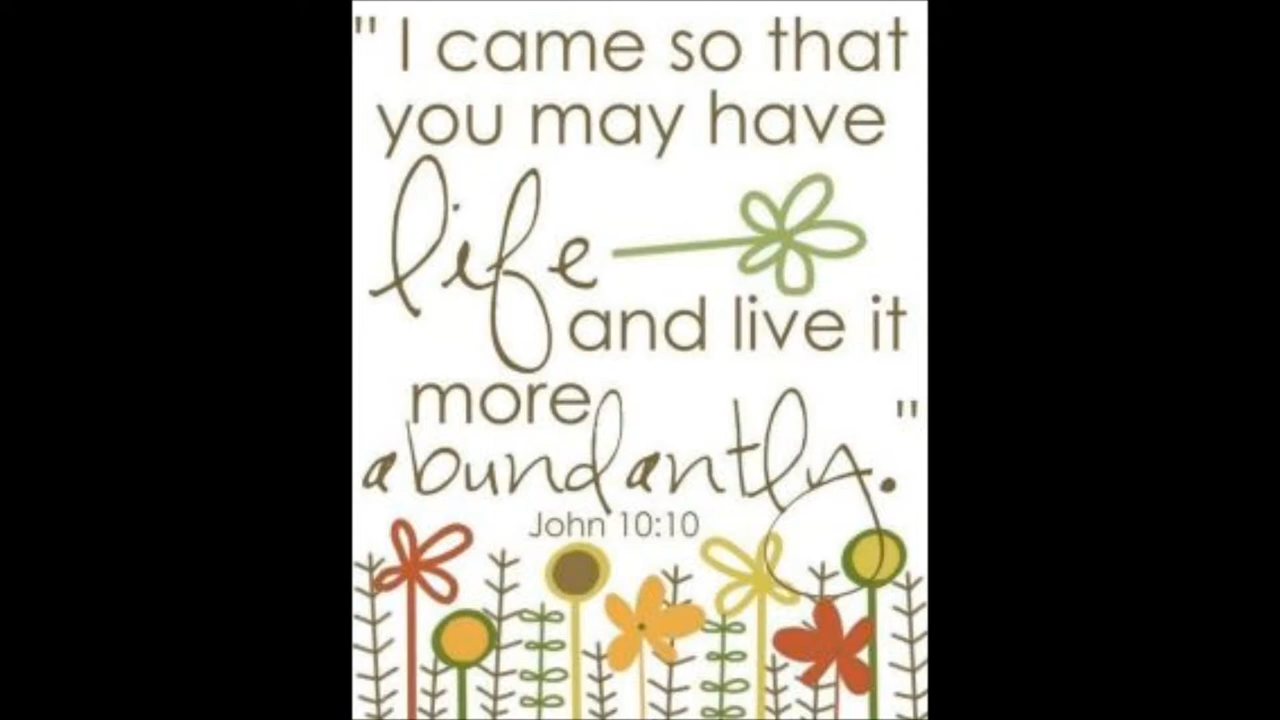 " I came so that
you may have
life
and live it
more
abundantly. "
John 10:10